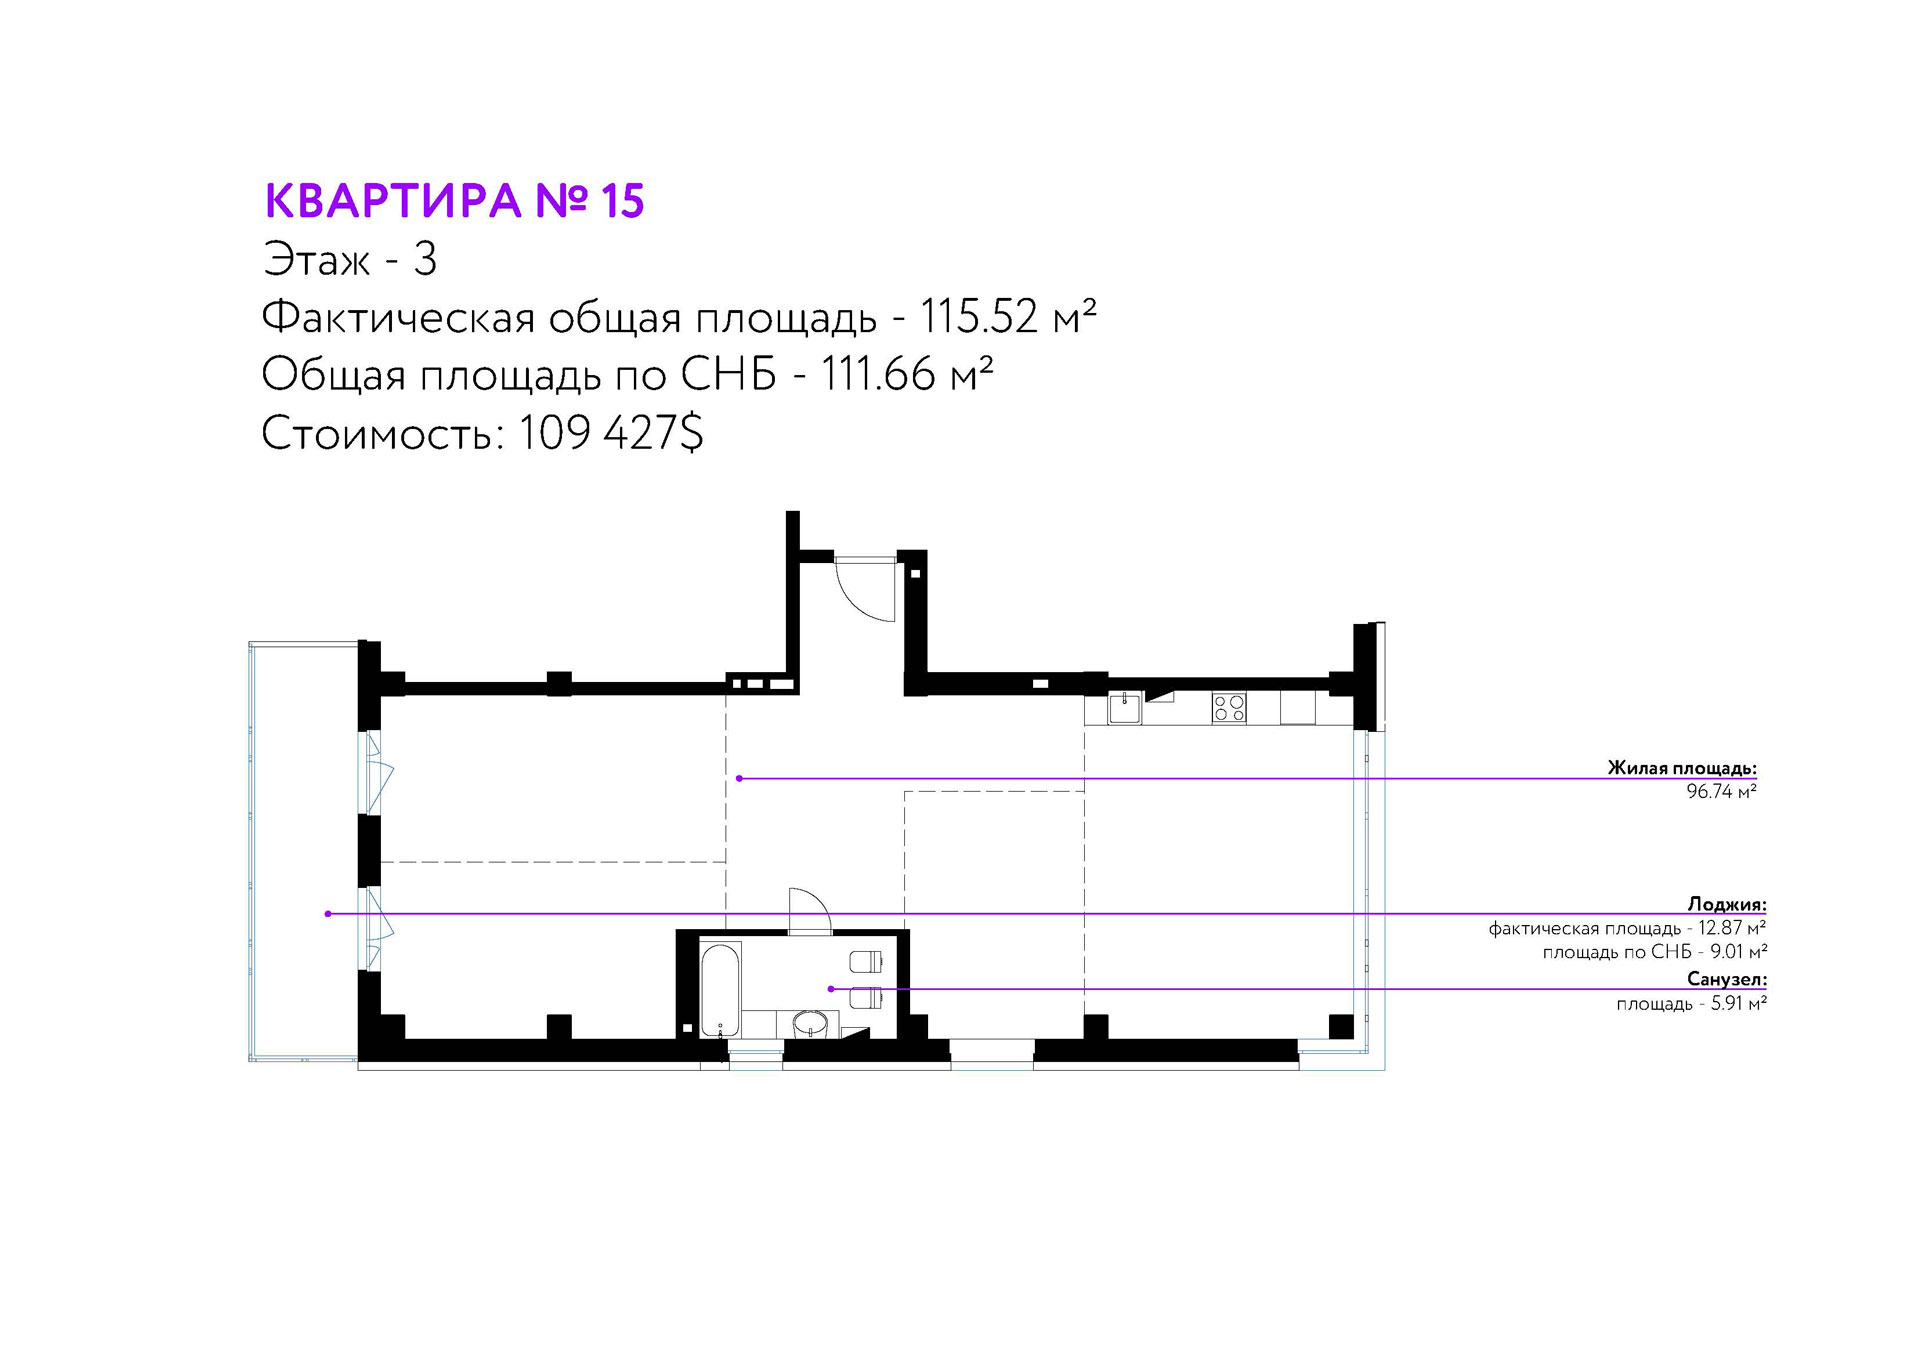 КВАРТИРА № 15
Этаж - 3
Фактическая общая площадь - 115.52 м²
Общая площадь по СНБ - 111.66 м²
Стоимость: 109 427$
Жилая площадь:
96.74 м²
Лоджия:
фактическая площадь - 12.87 м²
площадь по СНБ - 9.01 м²
Санузел:
площадь - 5.91 м²